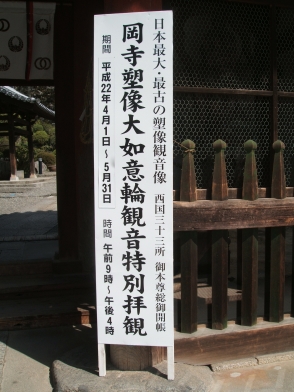 日本最大・最古の塑像観音像 西国三十三所 御本尊総御開帳
岡寺塑像大如意輪観音特別拝観
期間 平成22年4月1日～5月31日 時間 午前9時～午後4時